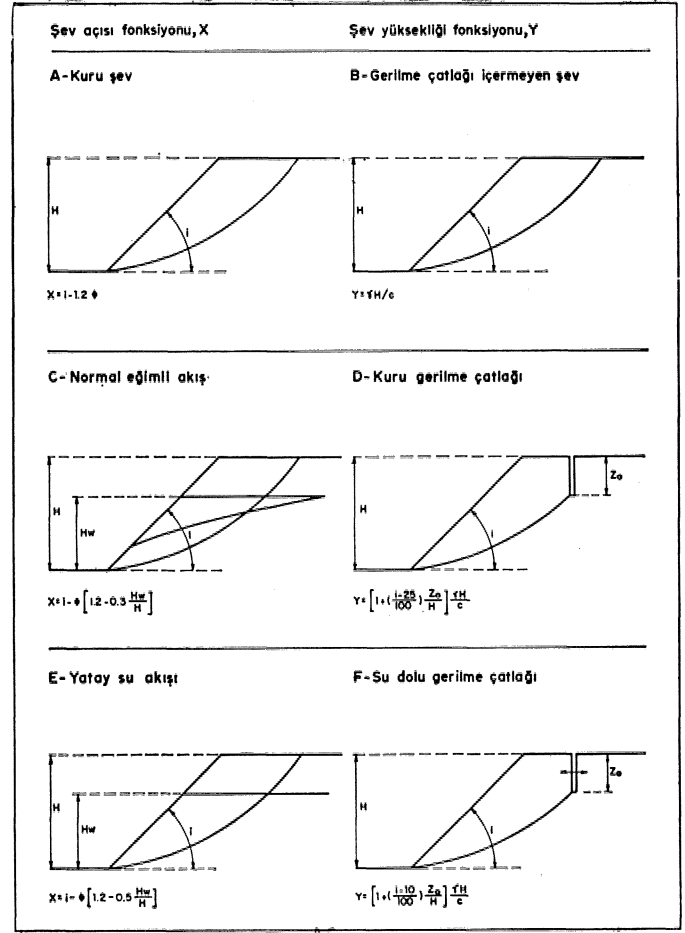 Şev açısı fonksiyonu, X
Şev yüksekliği fonksiyonu, Y
A-Kuru şev
B-Gerilme çatlağı içermeyen şev
H
i
H
i
X=i-1.2 ϕ
Y=γH/c
C-Normal eğimli akış
D-Kuru gerilme çatlağı
H
Hw
i
H
i
Zo
X=i-ϕ[1.2-0.3 Hw/H]
Y=[1+(i-25/100) Zo/H] γH/c
E-Yatay su akışı
F-Su dolu gerilme çatlağı
H
Hw
i
H
i
Zo
X=i-ϕ[1.2-0.5 Hw/H]
Y=[1+(i-10/100) Zo/H] γH/c